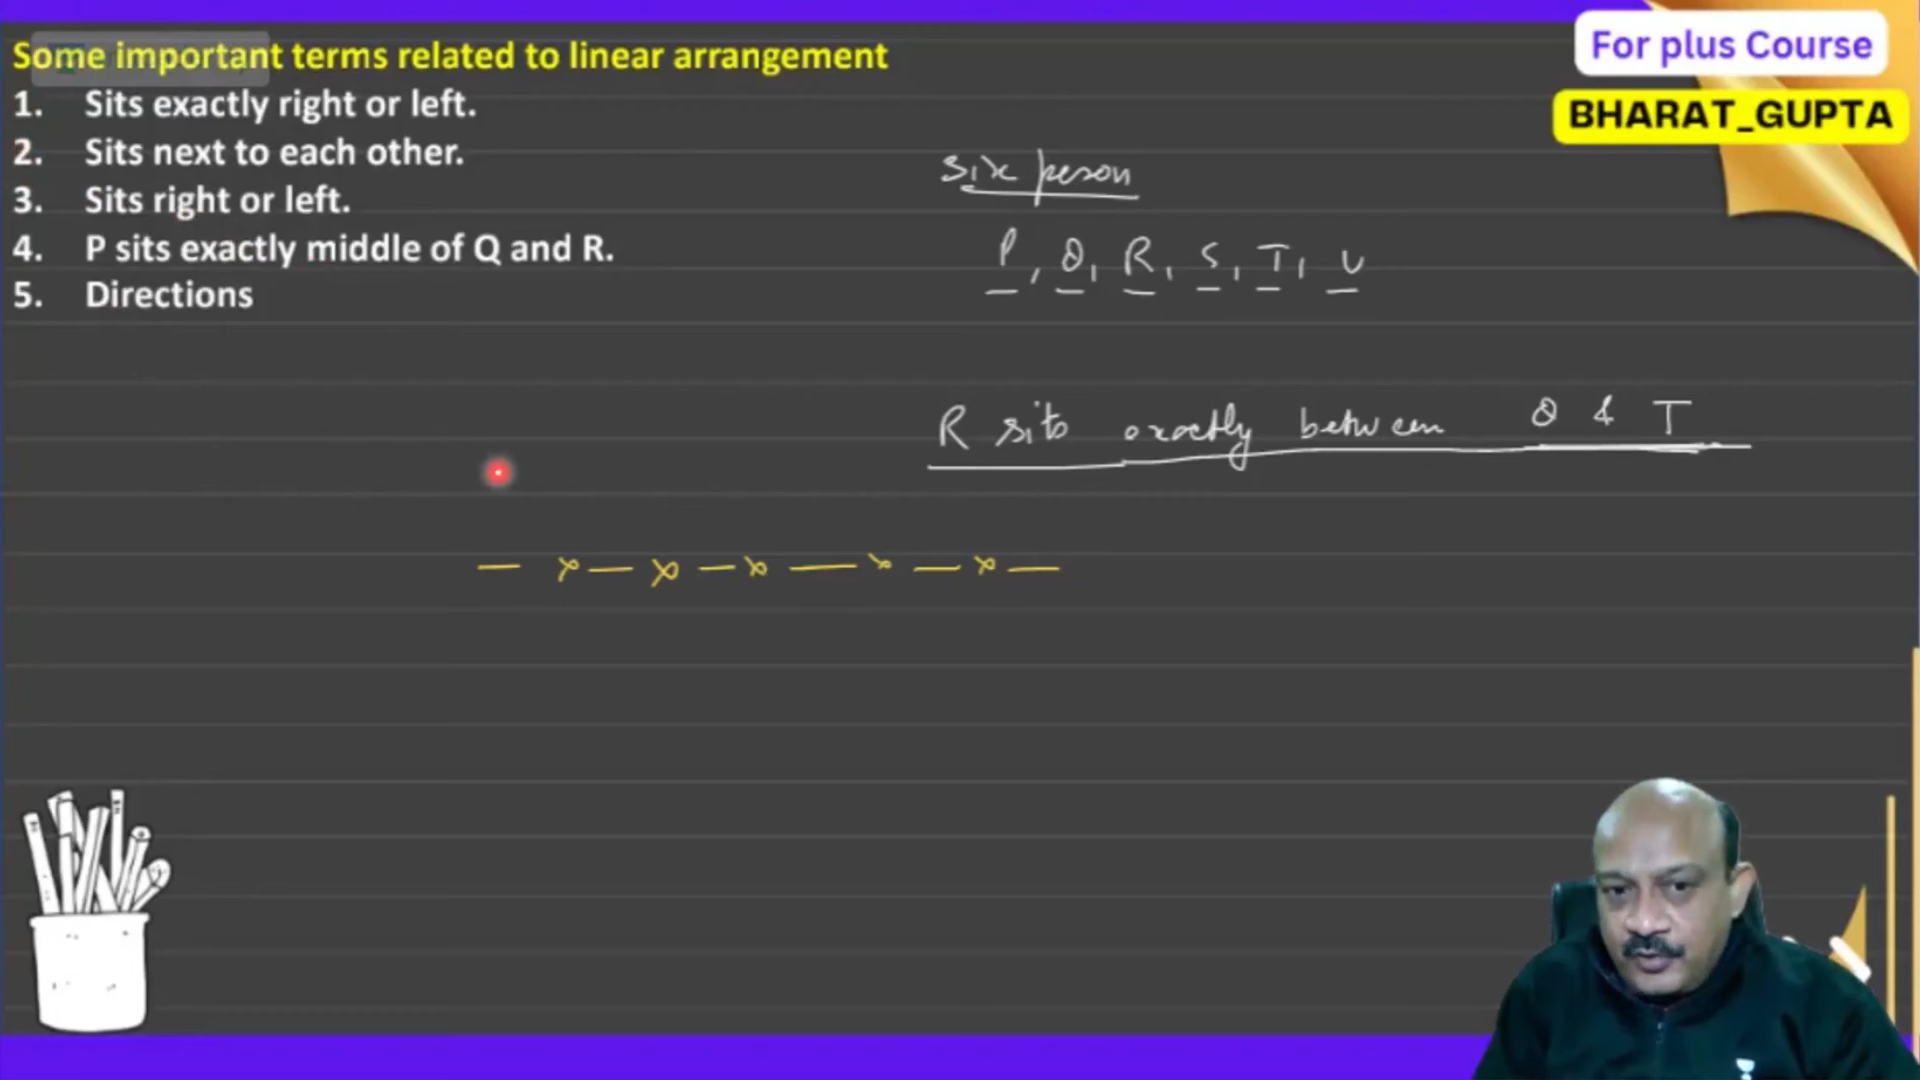 Some important terms related to linear arrangement
1. Sits exactly right or left.
2. Sits next to each other.
3. Sits right or left.
4. P sits exactly middle of Q and R.
5. Directions
For plus Course
BHARAT_GUPTA
six person
P, Q, R, S, T, U
R sits exactly between Q & T